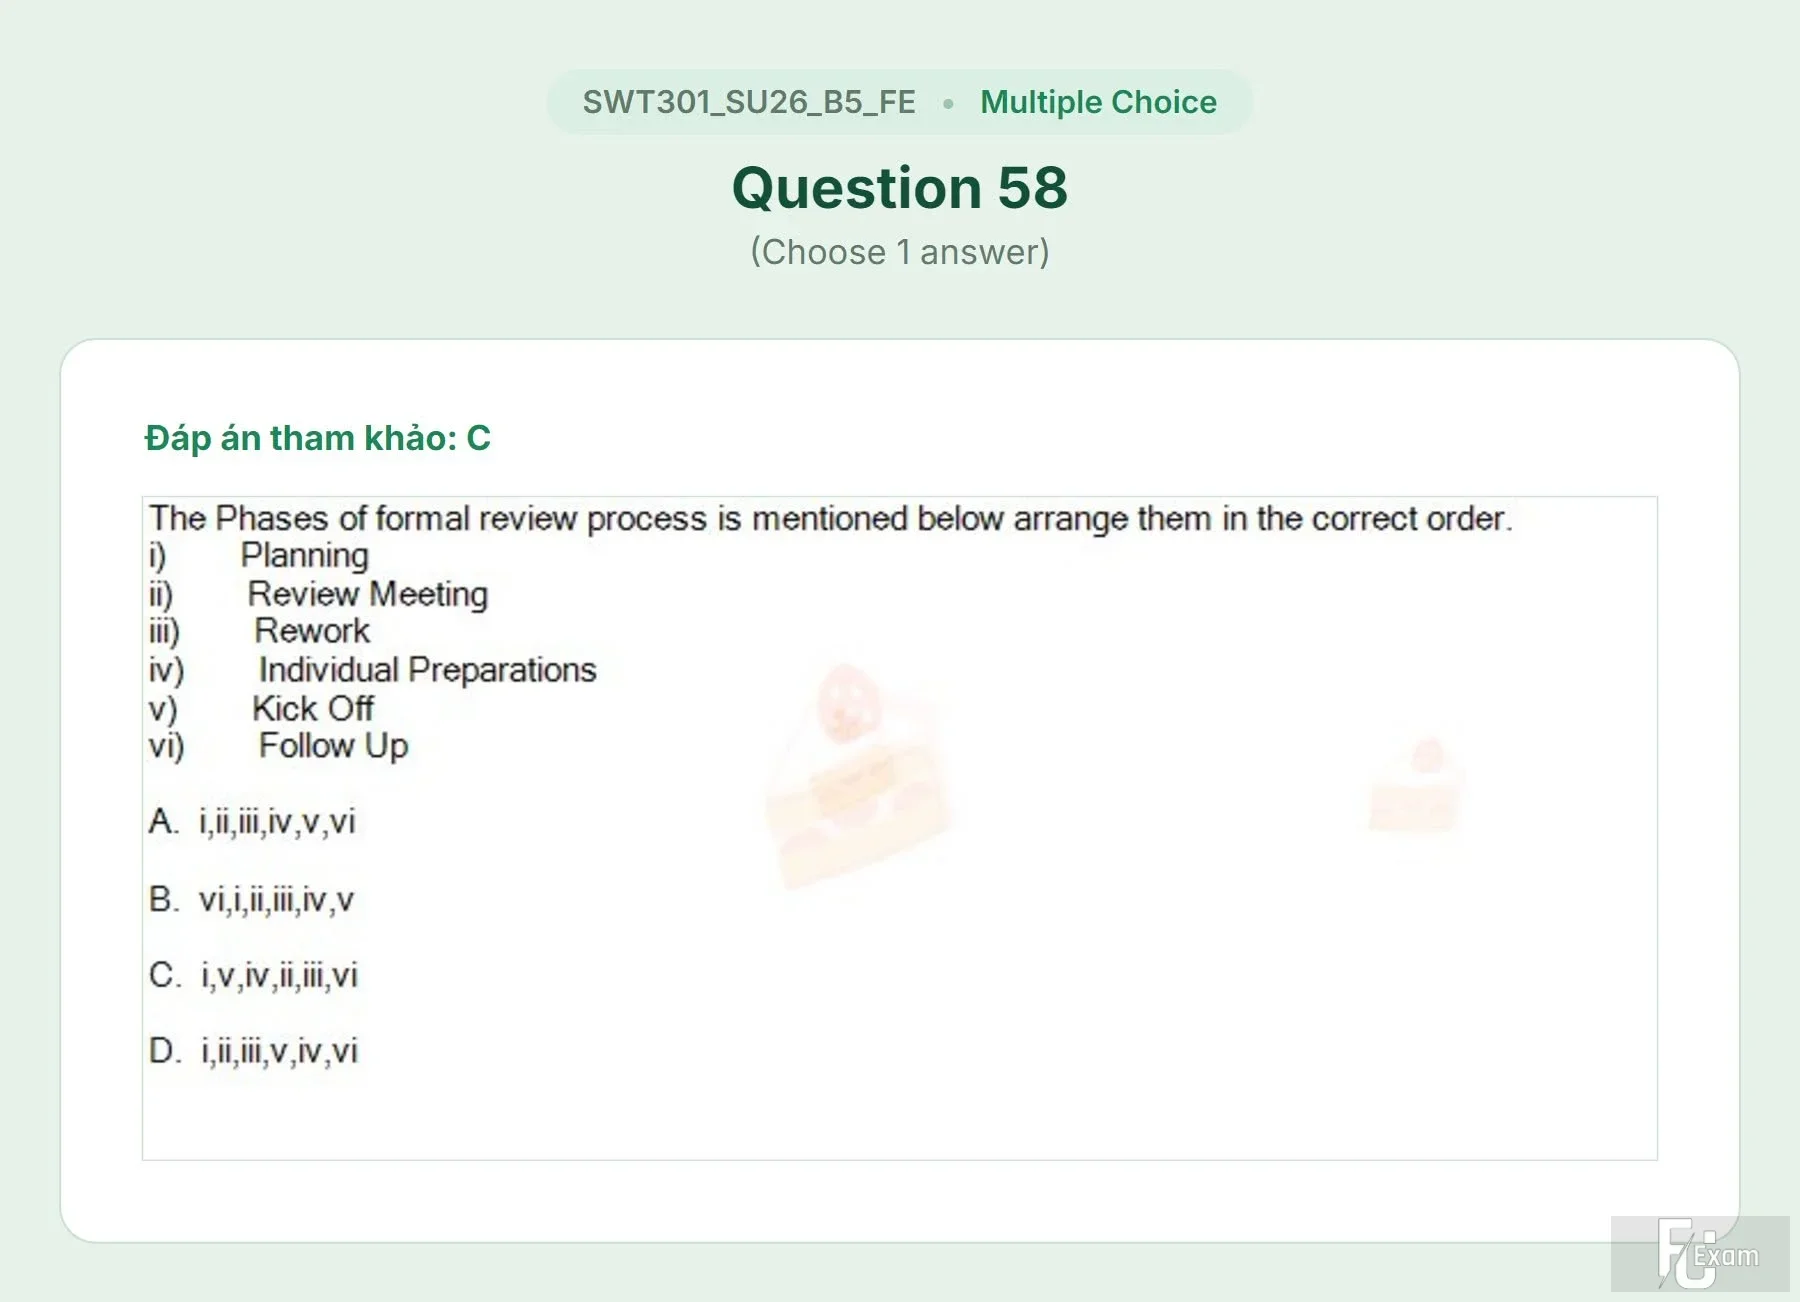 SWT301_SU26_B5_FE • Multiple Choice
Question 58
(Choose 1 answer)
Đáp án tham khảo: C
The Phases of formal review process is mentioned below arrange them in the correct order.
i) Planning
ii) Review Meeting
iii) Rework
iv) Individual Preparations
v) Kick Off
vi) Follow Up
A. i,ii,iii,iv,v,vi
B. vi,i,ii,iii,iv,v
C. i,v,iv,ii,iii,vi
D. i,ii,iii,v,iv,vi
FU Exam